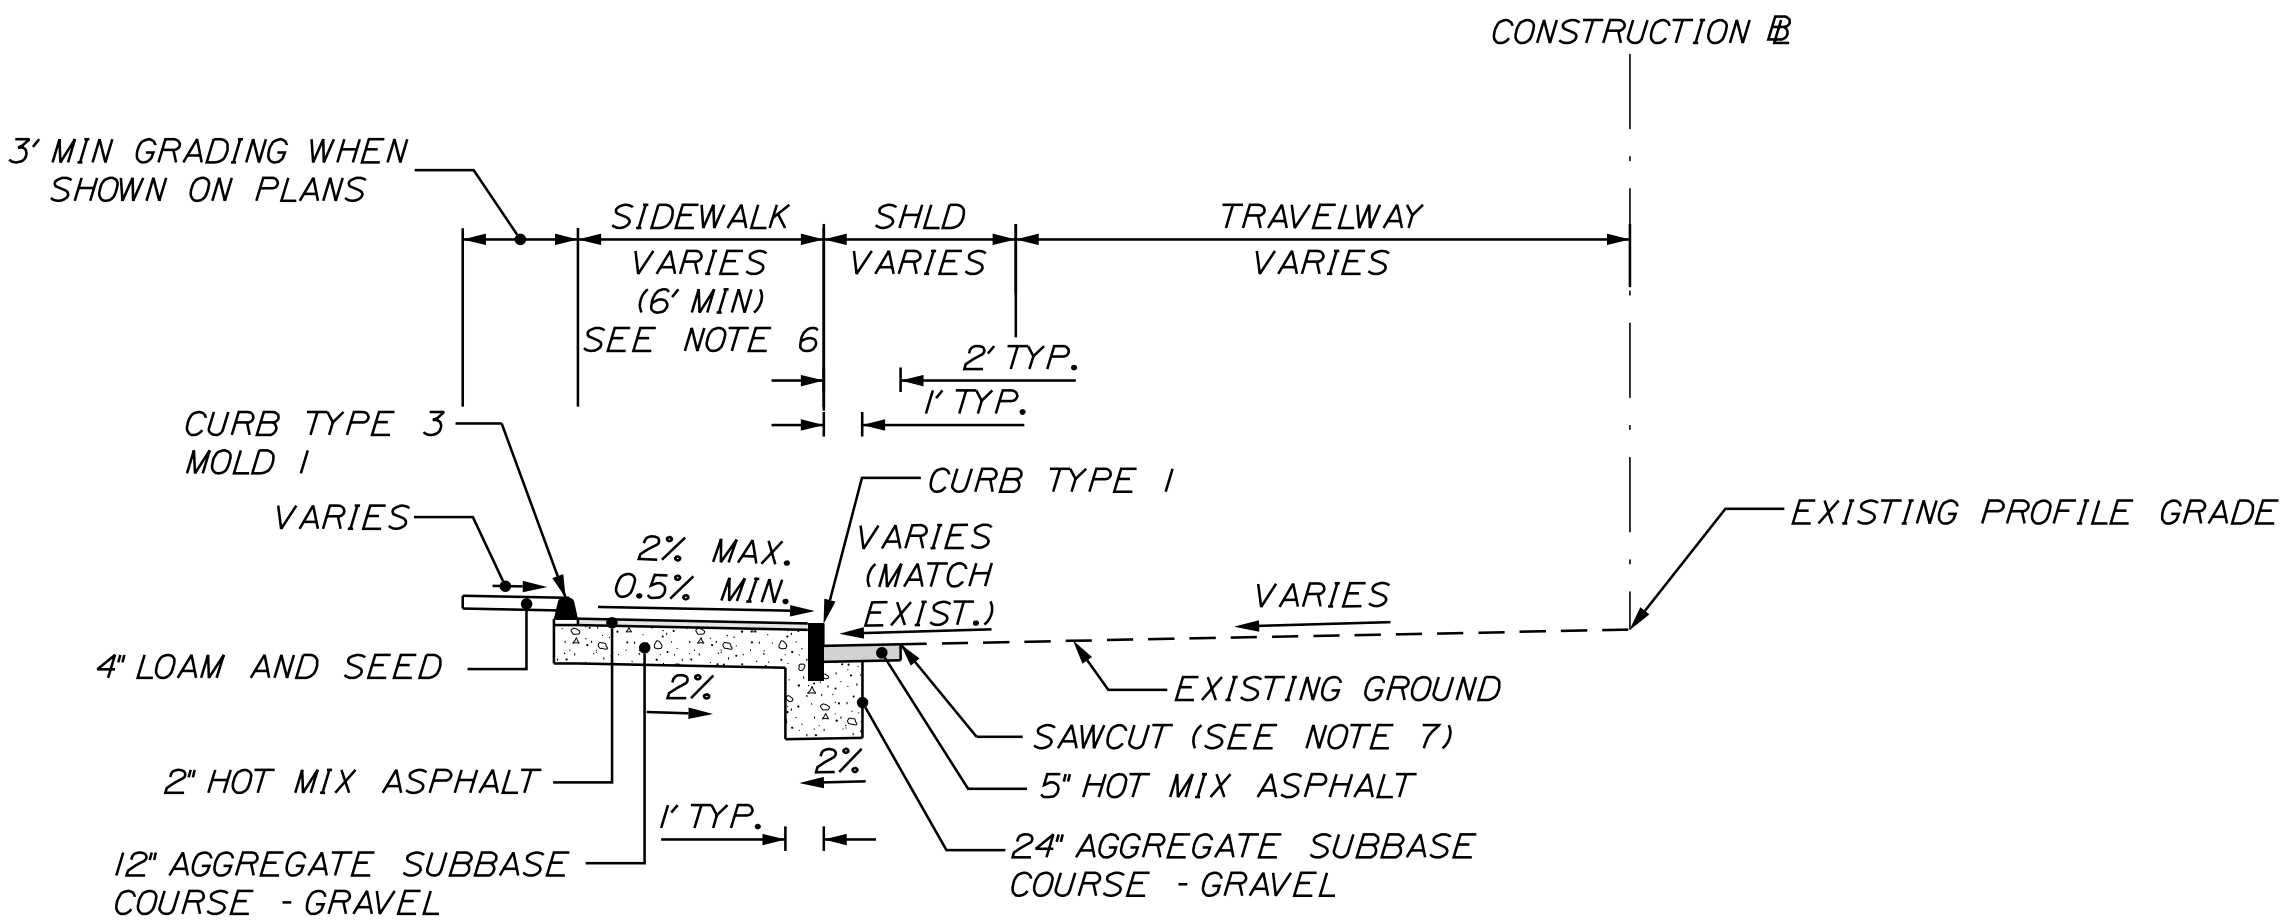 CONSTRUCTION BL
3' MIN GRADING WHEN
SHOWN ON PLANS
SIDEWALK
VARIES
(6' MIN)
SEE NOTE 6
SHLD
VARIES
TRAVELWAY
VARIES
2' TYP.
1' TYP.
CURB TYPE 3
MOLD 1
CURB TYPE 1
VARIES
EXISTING PROFILE GRADE
2% MAX.
0.5% MIN.
VARIES
(MATCH
EXIST.)
VARIES
4" LOAM AND SEED
2%
EXISTING GROUND
SAWCUT (SEE NOTE 7)
2" HOT MIX ASPHALT
2%
5" HOT MIX ASPHALT
1' TYP.
12" AGGREGATE SUBBASE
COURSE - GRAVEL
24" AGGREGATE SUBBASE
COURSE - GRAVEL